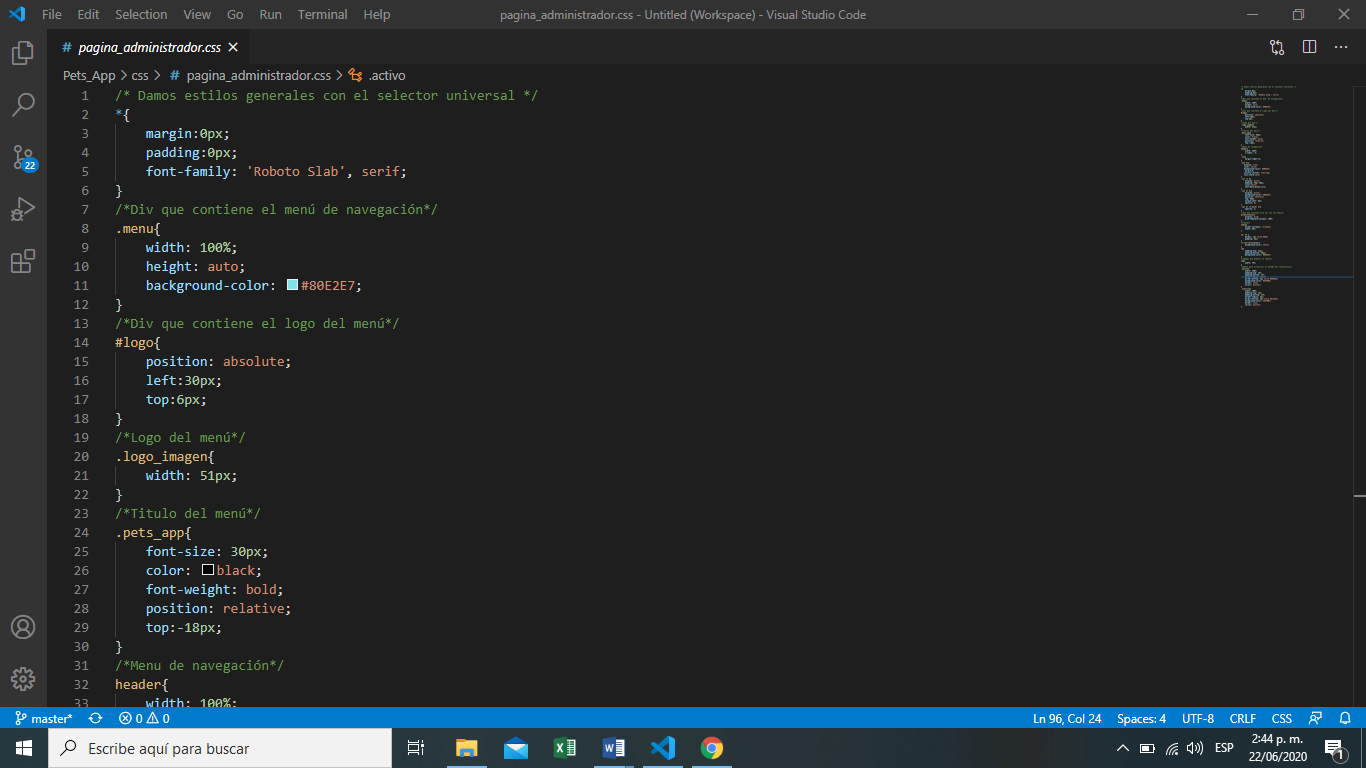 File Edit Selection View Go Run Terminal Help pagina_administrador.css - Untitled (Workspace) - Visual Studio Code
# pagina_administrador.css
Pets_App > css > # pagina_administrador.css > .activo
1 /* Damos estilos generales con el selector universal */
2 *{
3 margin:0px;
4 padding:0px;
5 font-family: 'Roboto Slab', serif;
6 }
7 /*Div que contiene el menú de navegación*/
8 .menu{
9 width: 100%;
10 height: auto;
11 background-color: #80E2E7;
12 }
13 /*Div que contiene el logo del menú*/
14 #logo{
15 position: absolute;
16 left:30px;
17 top:6px;
18 }
19 /*Logo del menú*/
20 .logo_imagen{
21 width: 51px;
22 }
23 /*Titulo del menú*/
24 .pets_app{
25 font-size: 30px;
26 color: black;
27 font-weight: bold;
28 position: relative;
29 top:-18px;
30 }
31 /*Menu de navegación*/
32 header{
33 width: 100%;
22
master* 0 0 Ln 96, Col 24 Spaces: 4 UTF-8 CRLF CSS
Escribe aquí para buscar
ESP
2:44 p. m.
22/06/2020
1